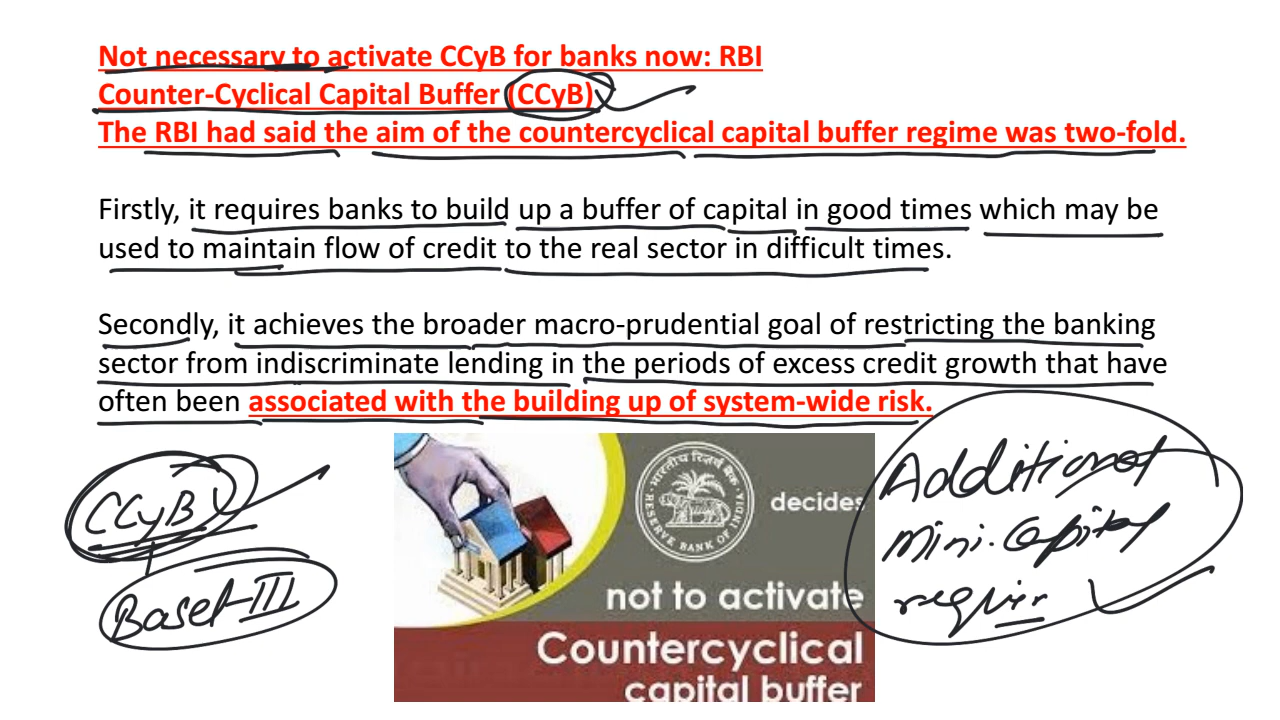 Not necessary to activate CCyB for banks now: RBI
Counter-Cyclical Capital Buffer (CCyB)
The RBI had said the aim of the countercyclical capital buffer regime was two-fold.
Firstly, it requires banks to build up a buffer of capital in good times which may be
used to maintain flow of credit to the real sector in difficult times.
Secondly, it achieves the broader macro-prudential goal of restricting the banking
sector from indiscriminate lending in the periods of excess credit growth that have
often been associated with the building up of system-wide risk.
CCyB
Basel-III
भारतीय रिज़र्व बैंक
RESERVE BANK OF INDIA
decides
not to activate
Countercyclical
capital buffer
Additional
Mini. Capital